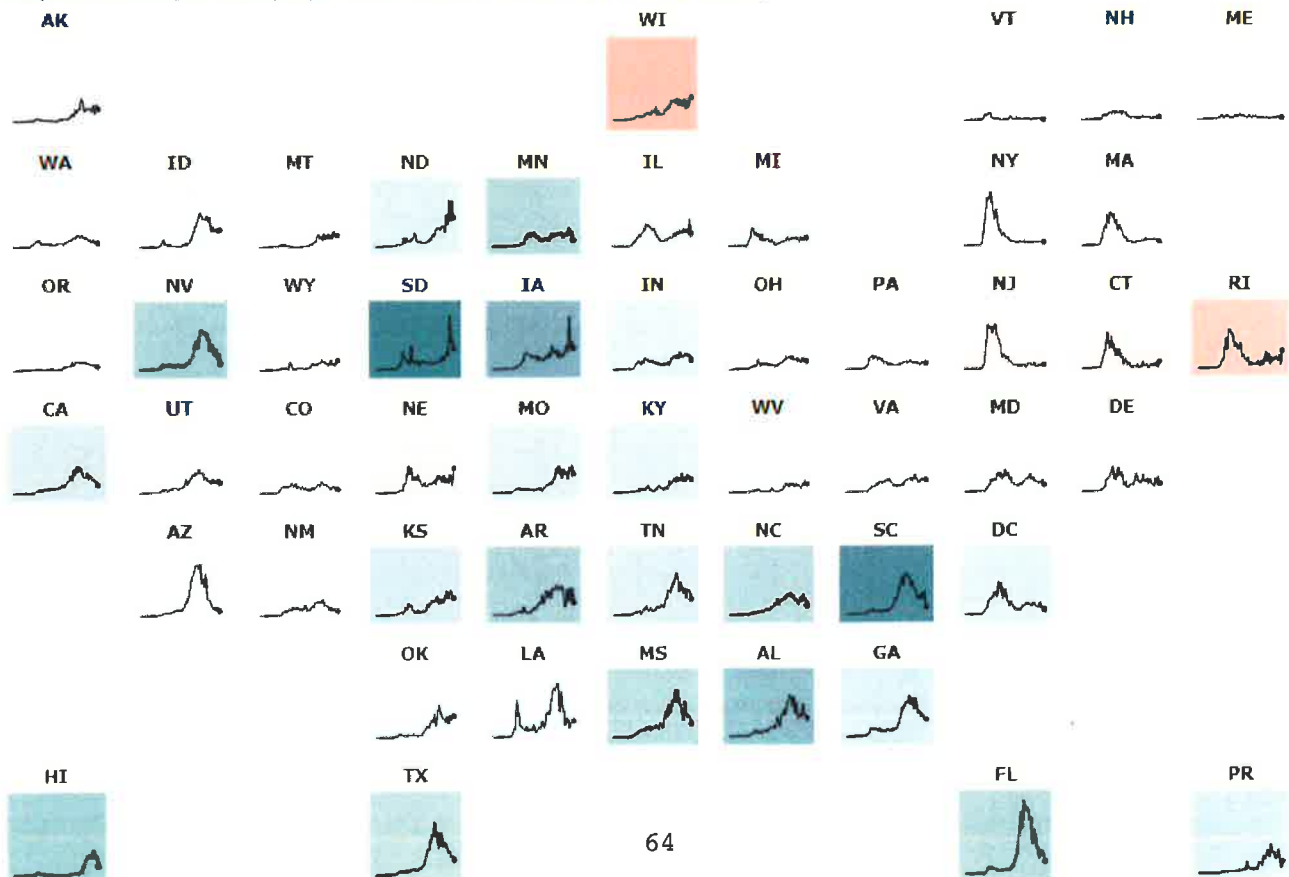 AK WI VT NH ME
WA ID MT ND MN IL MI NY MA
OR NV WY SD IA IN OH PA NJ CT RI
CA UT CO NE MO KY WV VA MD DE
AZ NM KS AR TN NC SC DC
OK LA MS AL GA
HI TX FL PR
64